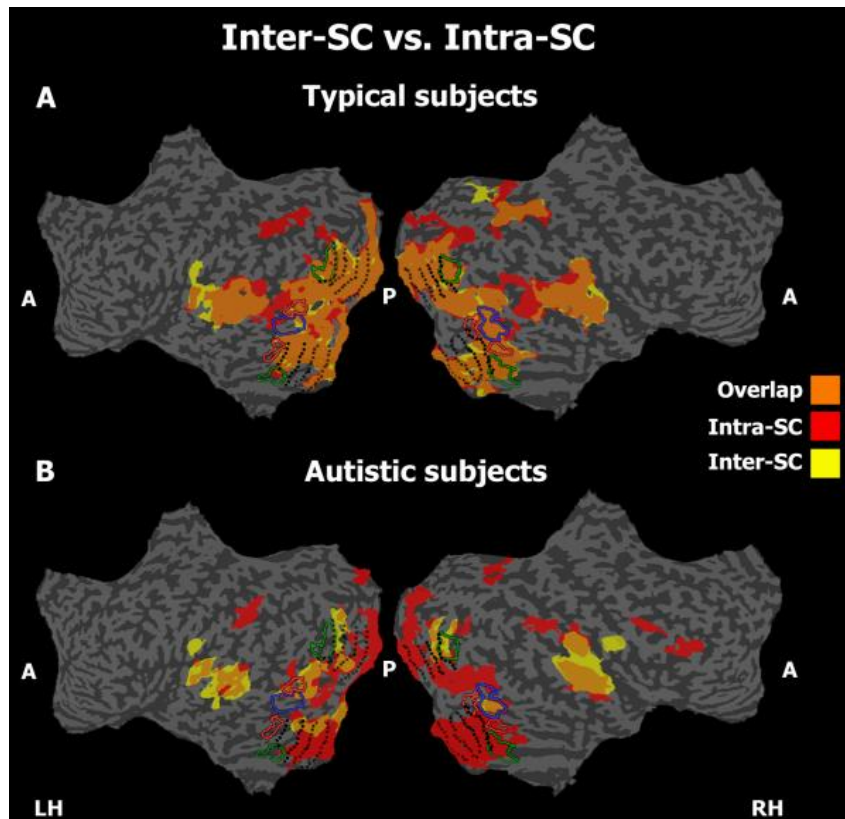 Inter-SC vs. Intra-SC
A
Typical subjects
A
P
A
Overlap
Intra-SC
Inter-SC
B
Autistic subjects
A
P
A
LH
RH